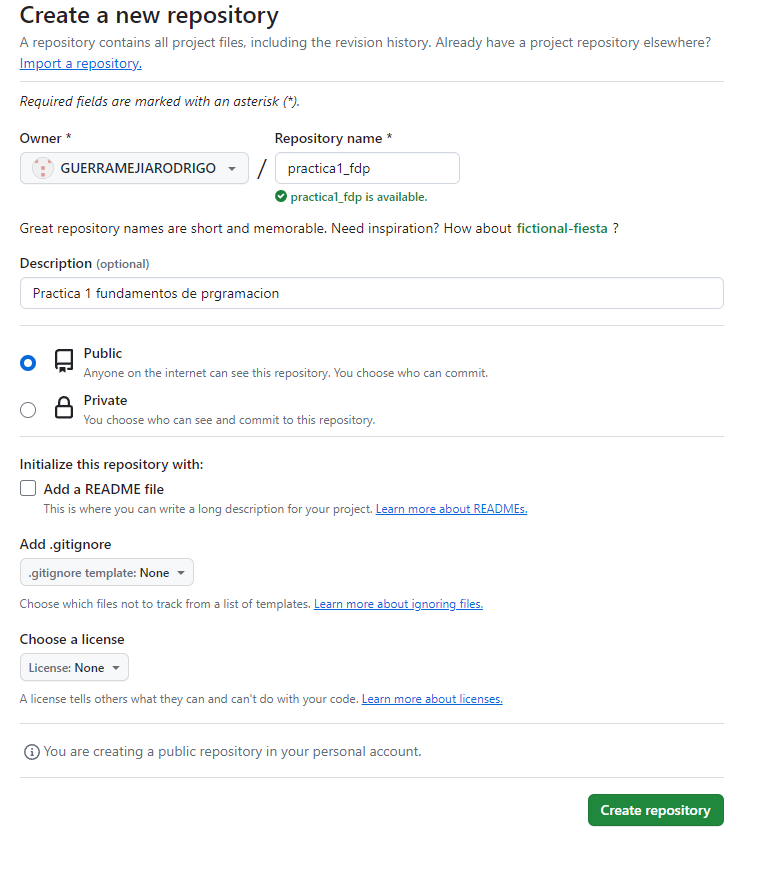 Create a new repository
A repository contains all project files, including the revision history. Already have a project repository elsewhere?
Import a repository.
Required fields are marked with an asterisk (*).
Owner * Repository name *
GUERRAMEJIARODRIGO / practica1_fdp
practica1_fdp is available.
Great repository names are short and memorable. Need inspiration? How about fictional-fiesta ?
Description (optional)
Practica 1 fundamentos de prgramacion
Public
Anyone on the internet can see this repository. You choose who can commit.
Private
You choose who can see and commit to this repository.
Initialize this repository with:
Add a README file
This is where you can write a long description for your project. Learn more about READMEs.
Add .gitignore
.gitignore template: None
Choose which files not to track from a list of templates. Learn more about ignoring files.
Choose a license
License: None
A license tells others what they can and can't do with your code. Learn more about licenses.
You are creating a public repository in your personal account.
Create repository